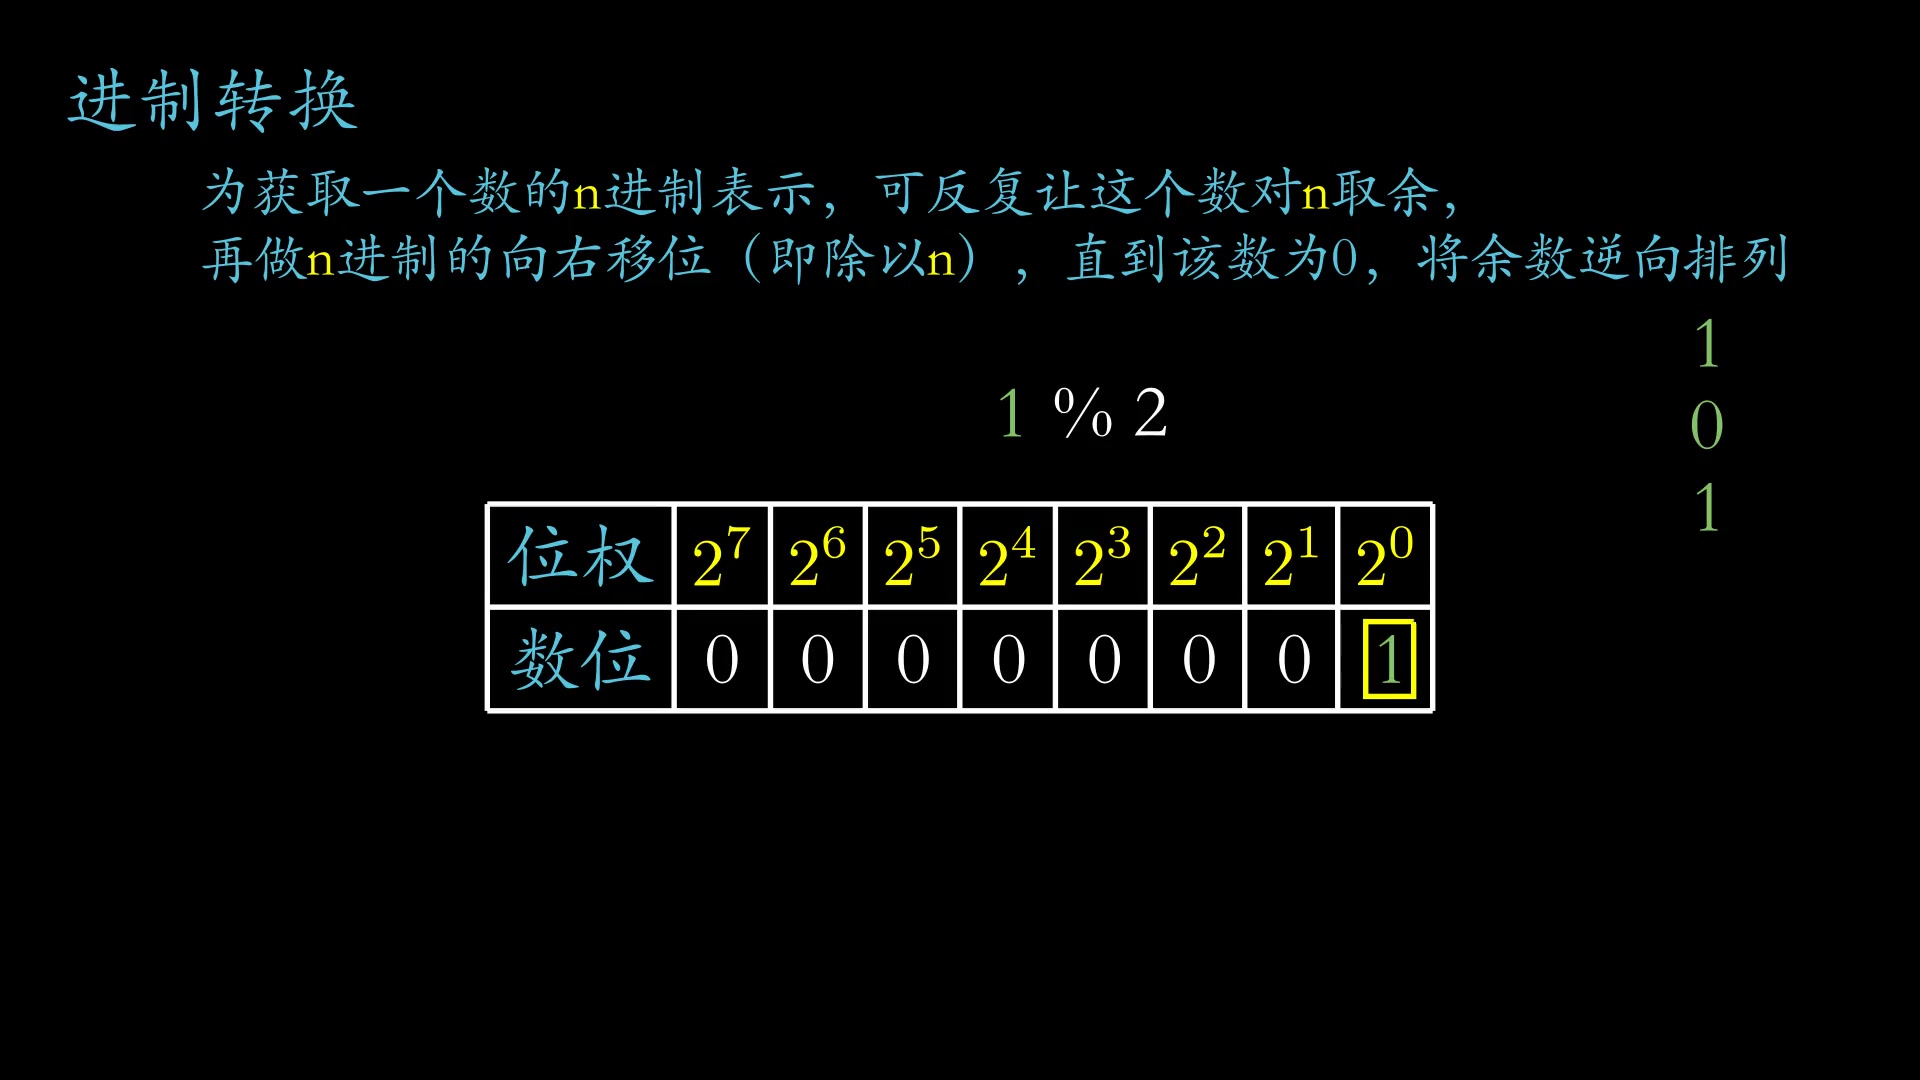 进制转换
为获取一个数的n进制表示，可反复让这个数对n取余，
再做n进制的向右移位（即除以n），直到该数为0，将余数逆向排列
1
0
1
1 % 2
位权 2^7 2^6 2^5 2^4 2^3 2^2 2^1 2^0
数位 0 0 0 0 0 0 0 1